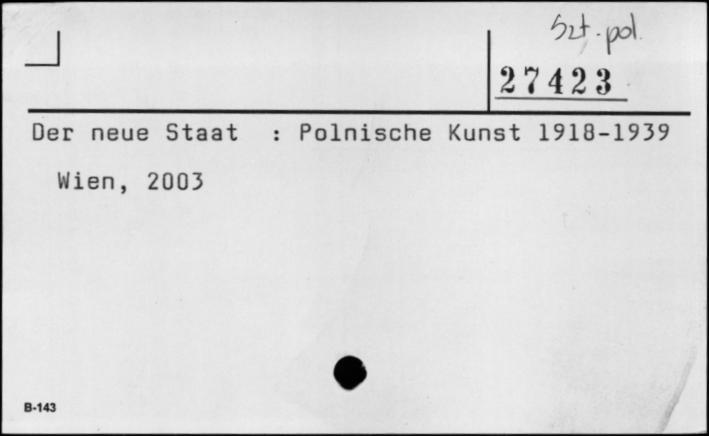 Szt. pol.
27423
Der neue Staat : Polnische Kunst 1918-1939
Wien, 2003
B-143